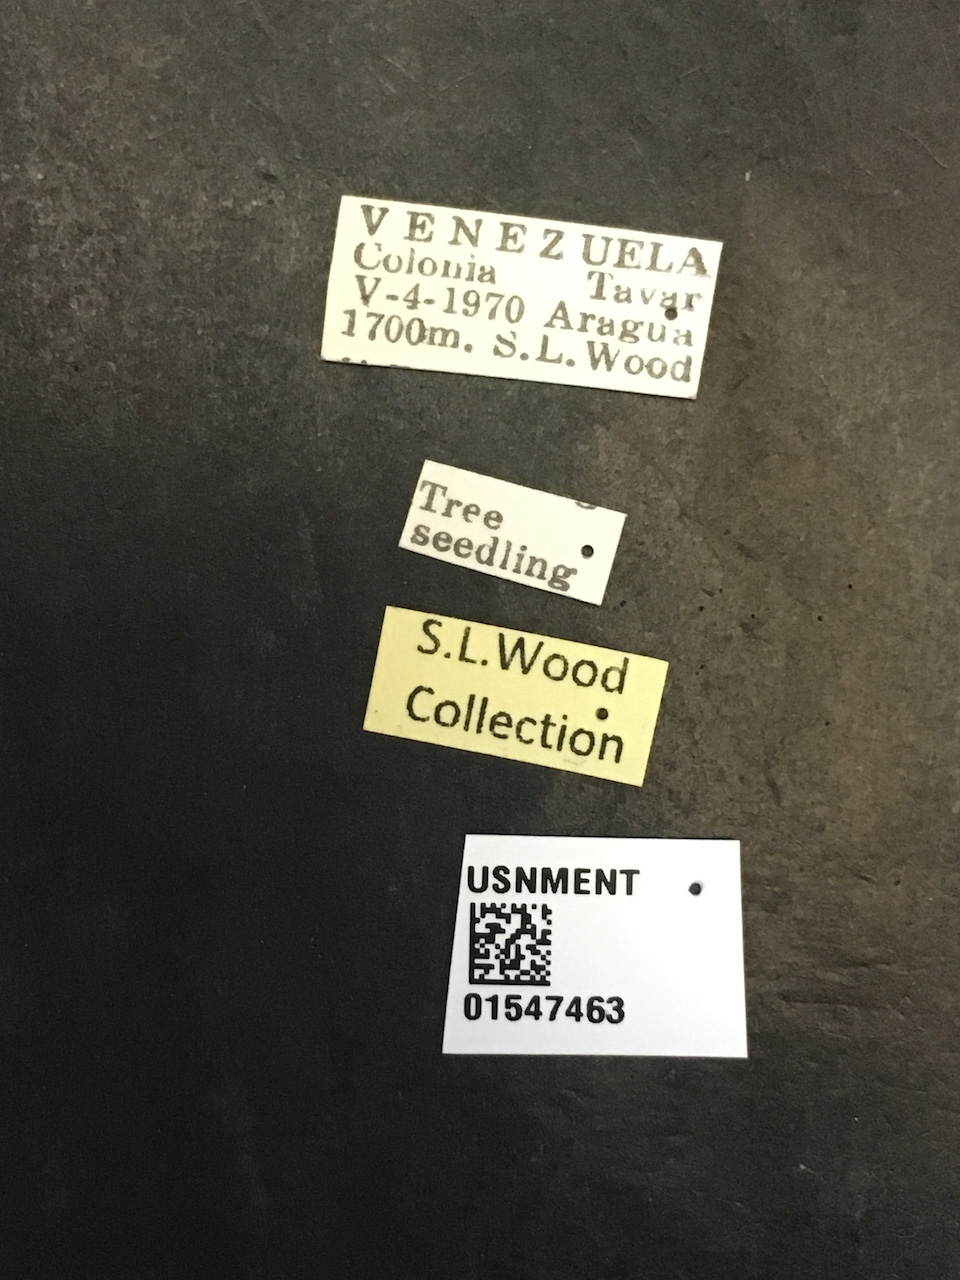 VENEZUELA
Colonia Tavar
V-4-1970 Aragua
1700m. S.L.Wood
Tree
seedling
S.L.Wood
Collection
USNMENT
01547463